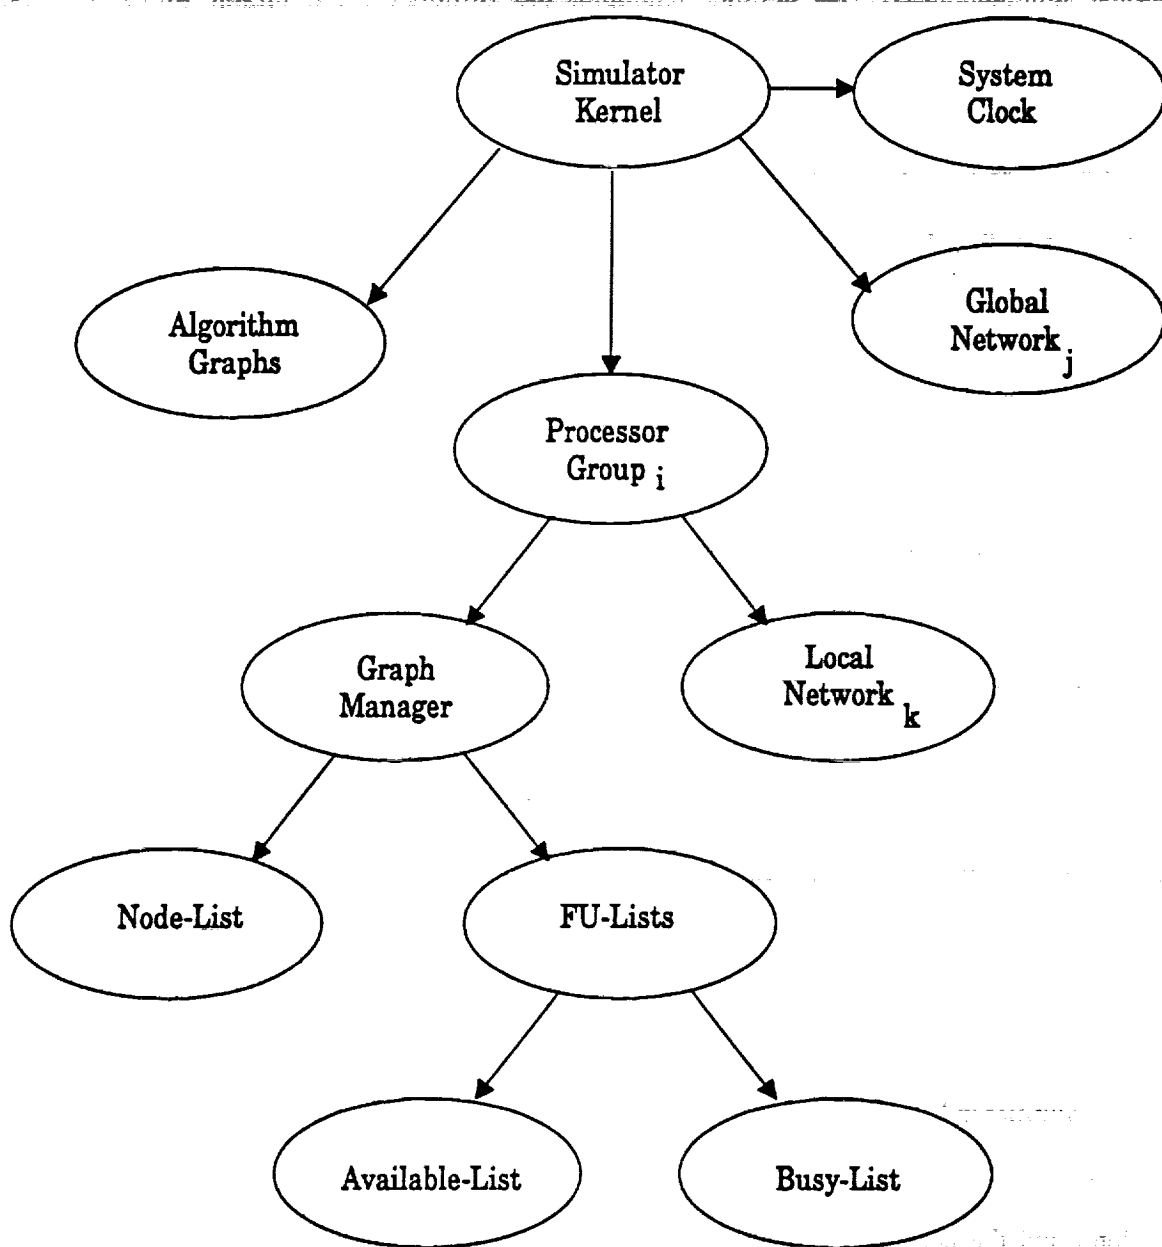 Simulator
Kernel
System
Clock
Algorithm
Graphs
Global
Network j
Processor
Group i
Graph
Manager
Local
Network k
Node-List
FU-Lists
Available-List
Busy-List